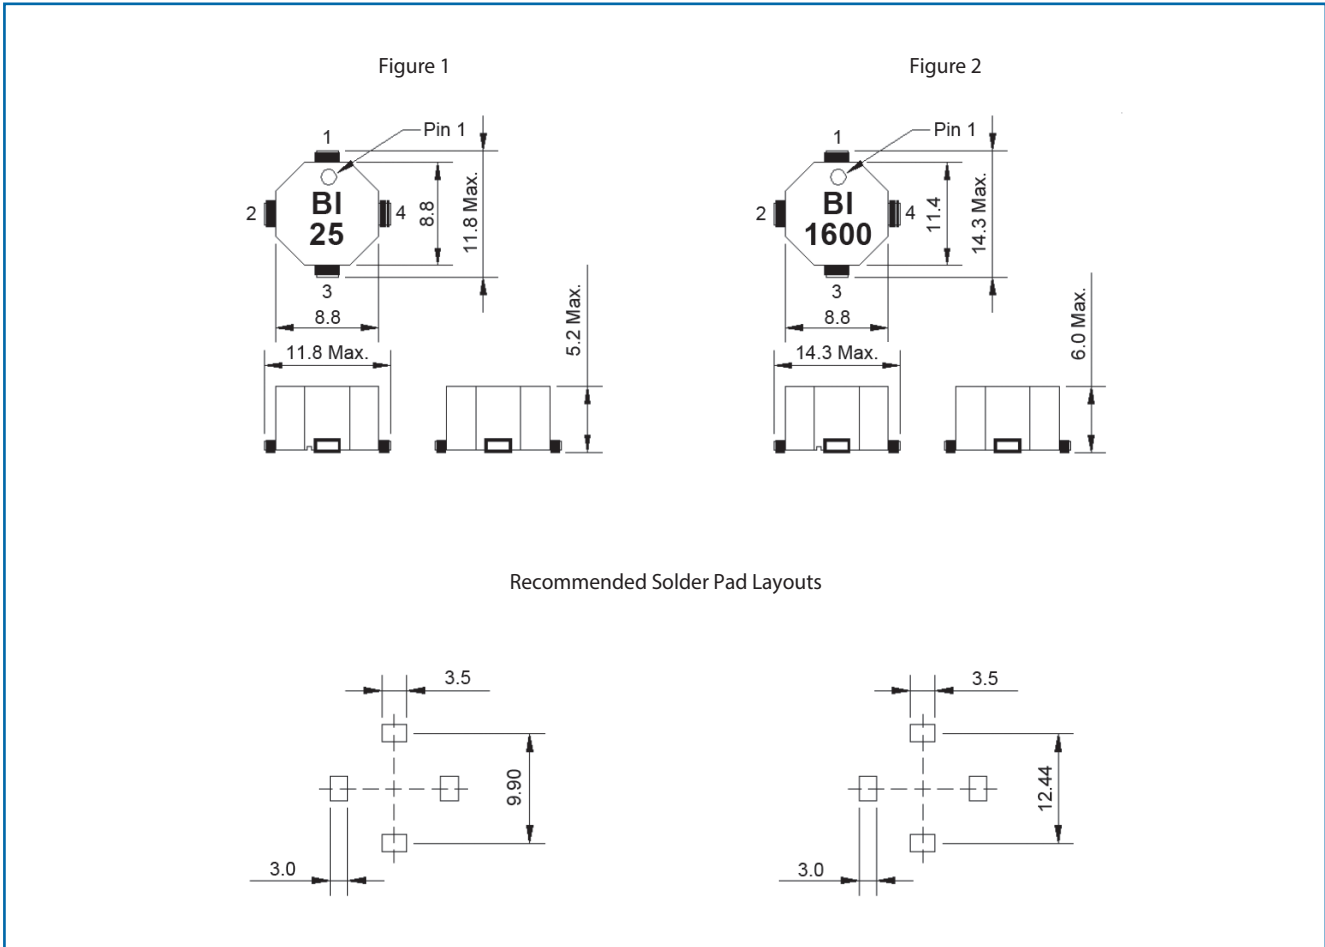 Figure 1
Figure 2
1
Pin 1
2
BI
25
4
8.8
11.8 Max.
3
8.8
11.8 Max.
5.2 Max.
1
Pin 1
2
BI
1600
4
11.4
14.3 Max.
3
8.8
14.3 Max.
6.0 Max.
Recommended Solder Pad Layouts
3.5
9.90
3.0
3.5
12.44
3.0